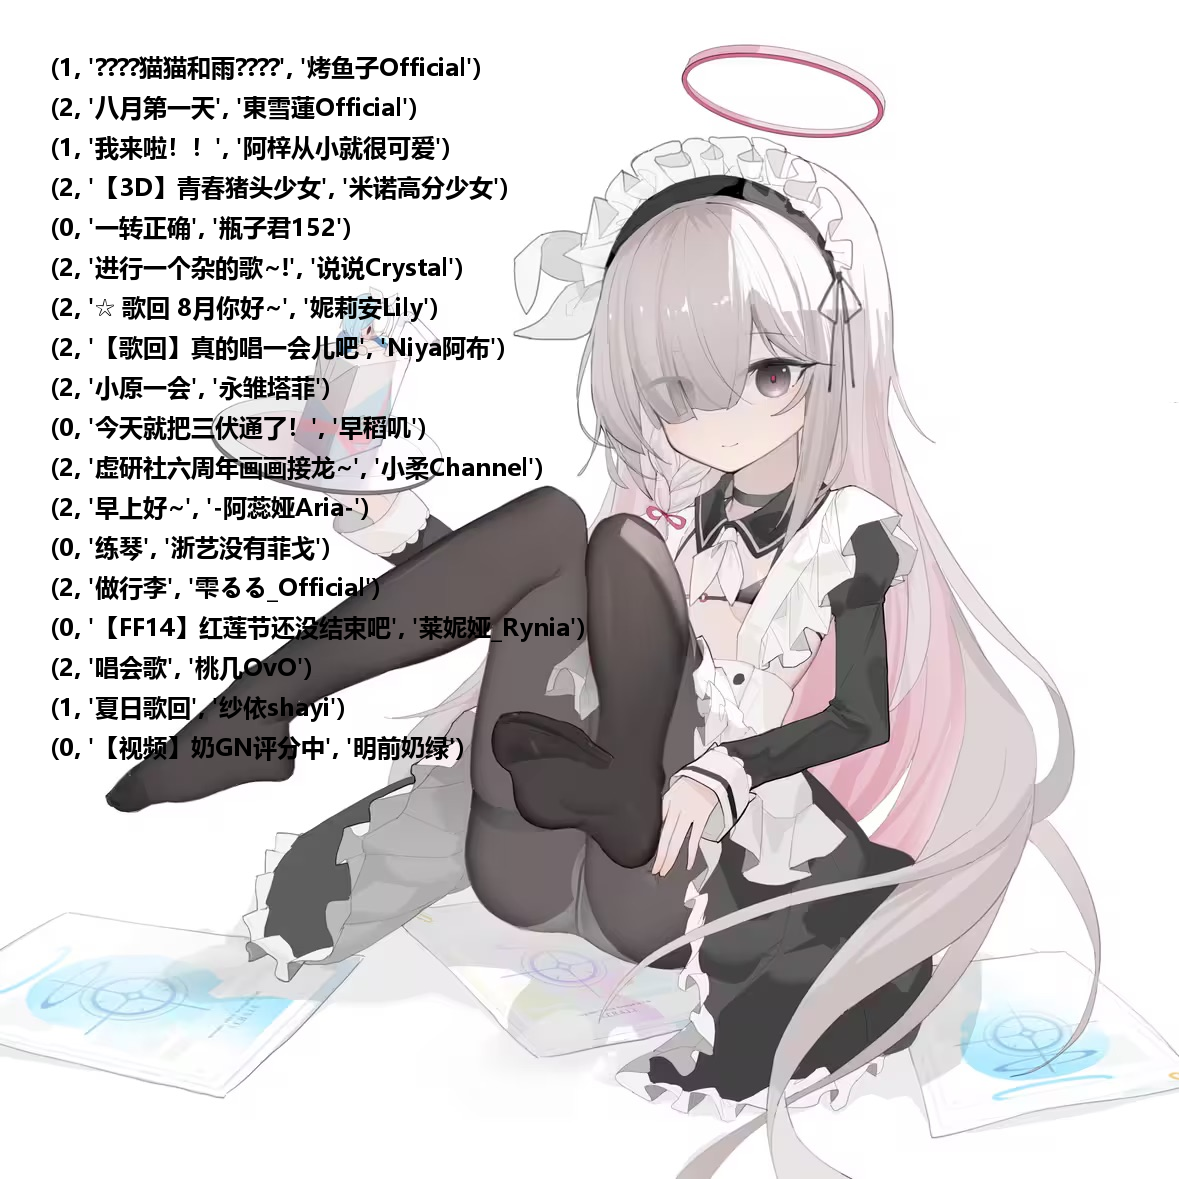 (1, '????猫猫和雨????', '烤鱼子Official')
(2, '八月第一天', '東雪蓮Official')
(1, '我来啦！！', '阿梓从小就很可爱')
(2, '【3D】青春猪头少女', '米诺高分少女')
(0, '一转正确', '瓶子君152')
(2, '进行一个杂的歌~!', '说说Crystal')
(2, '☆ 歌回 8月你好~', '妮莉安Lily')
(2, '【歌回】真的唱一会儿吧', 'Niya阿布')
(2, '小原一会', '永雏塔菲')
(0, '今天就把三伏通了！', '早稻叽')
(2, '虚研社六周年画画接龙~', '小柔Channel')
(2, '早上好~', '-阿蕊娅Aria-')
(0, '练琴', '浙艺没有菲戈')
(2, '做行李', '雫るる_Official')
(0, '【FF14】红莲节还没结束吧', '莱妮娅_Rynia')
(2, '唱会歌', '桃几OvO')
(1, '夏日歌回', '纱依shayi')
(0, '【视频】奶GN评分中', '明前奶绿')